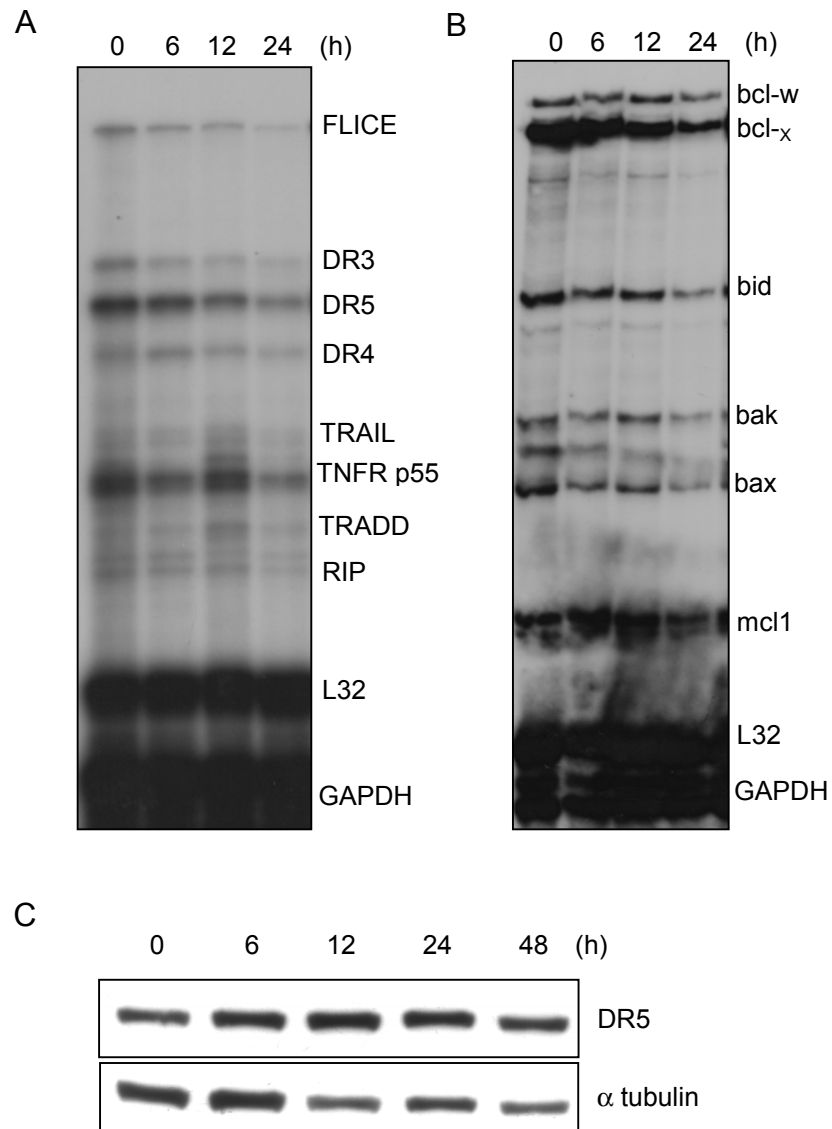 A
0 6 12 24 (h)
FLICE
DR3
DR5
DR4
TRAIL
TNFR p55
TRADD
RIP
L32
GAPDH
B
0 6 12 24 (h)
bcl-w
bcl-x
bid
bak
bax
mcl1
L32
GAPDH
C
0 6 12 24 48 (h)
DR5
α tubulin